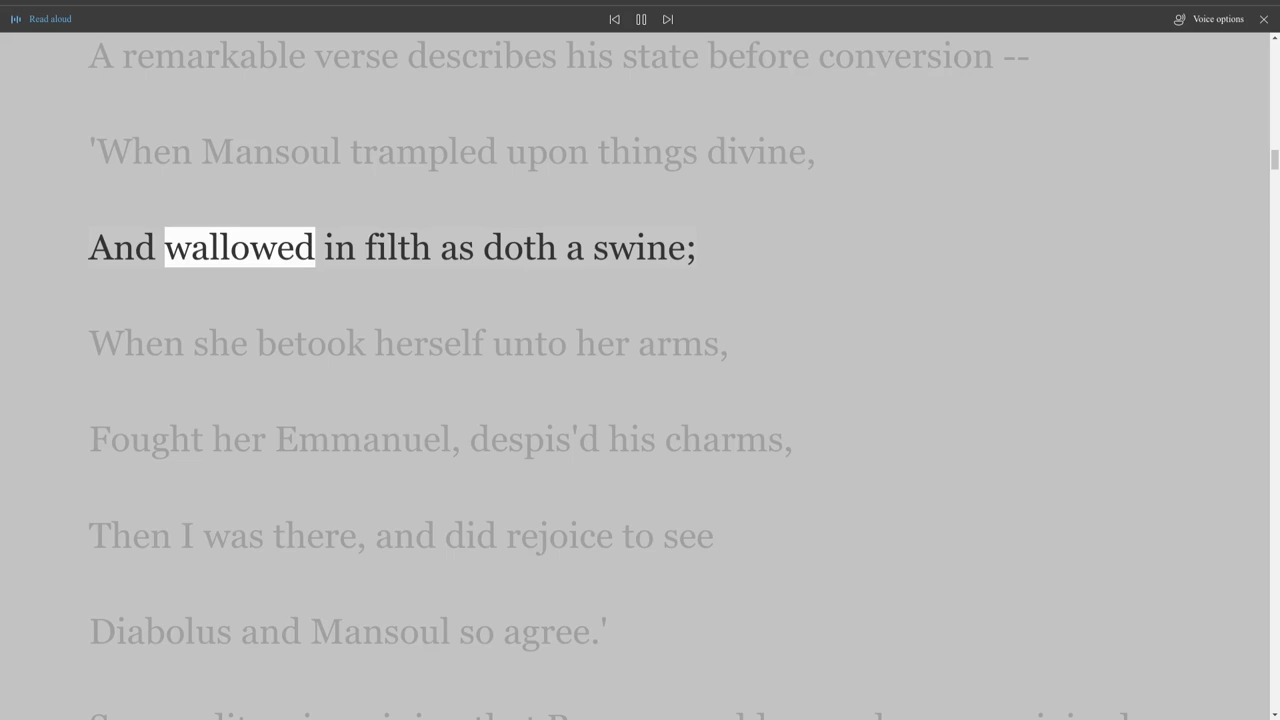 Read aloud
Voice options
A remarkable verse describes his state before conversion --
'When Mansoul trampled upon things divine,
And wallowed in filth as doth a swine;
When she betook herself unto her arms,
Fought her Emmanuel, despis'd his charms,
Then I was there, and did rejoice to see
Diabolus and Mansoul so agree.'